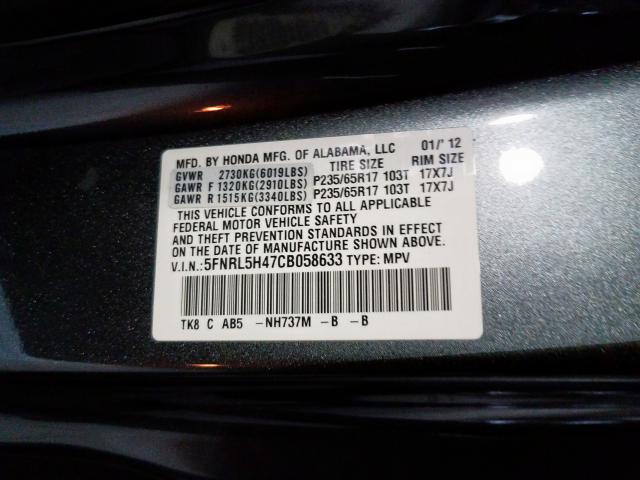 MFD. BY HONDA MFG. OF ALABAMA, LLC 01/'12
TIRE SIZE RIM SIZE
GVWR 2730KG(6019LBS)
GAWR F 1320KG(2910LBS) P235/65R17 103T 17X7J
GAWR R 1515KG(3340LBS) P235/65R17 103T 17X7J
THIS VEHICLE CONFORMS TO ALL APPLICABLE
FEDERAL MOTOR VEHICLE SAFETY
AND THEFT PREVENTION STANDARDS IN EFFECT
ON THE DATE OF MANUFACTURE SHOWN ABOVE.
V.I.N.:5FNRL5H47CB058633 TYPE: MPV
TK8 C AB5 -NH737M -B -B